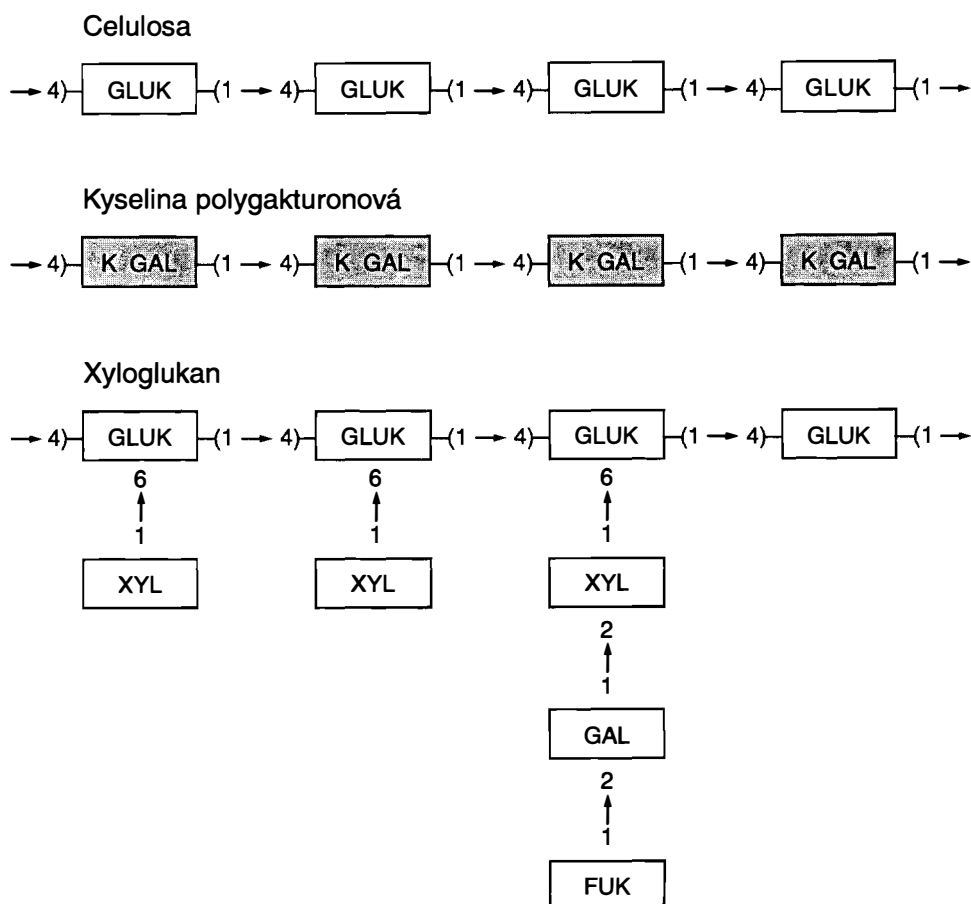 Celulosa
→ 4) GLUK (1 → 4) GLUK (1 → 4) GLUK (1 → 4) GLUK (1 →
Kyselina polygakturonová
→ 4) K GAL (1 → 4) K GAL (1 → 4) K GAL (1 → 4) K GAL (1 →
Xyloglukan
→ 4) GLUK (1 → 4) GLUK (1 → 4) GLUK (1 → 4) GLUK (1 →
6 6 6
1 1 1
XYL XYL XYL
2
1
GAL
2
1
FUK